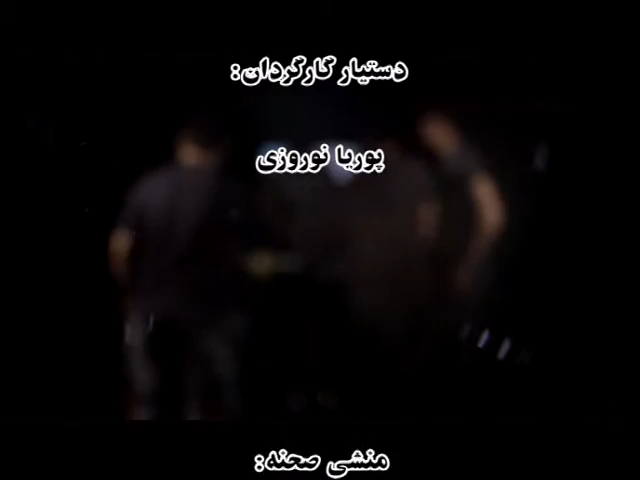 دستیار کارگردان:
پوریا نوروزی
منشی صحنه: